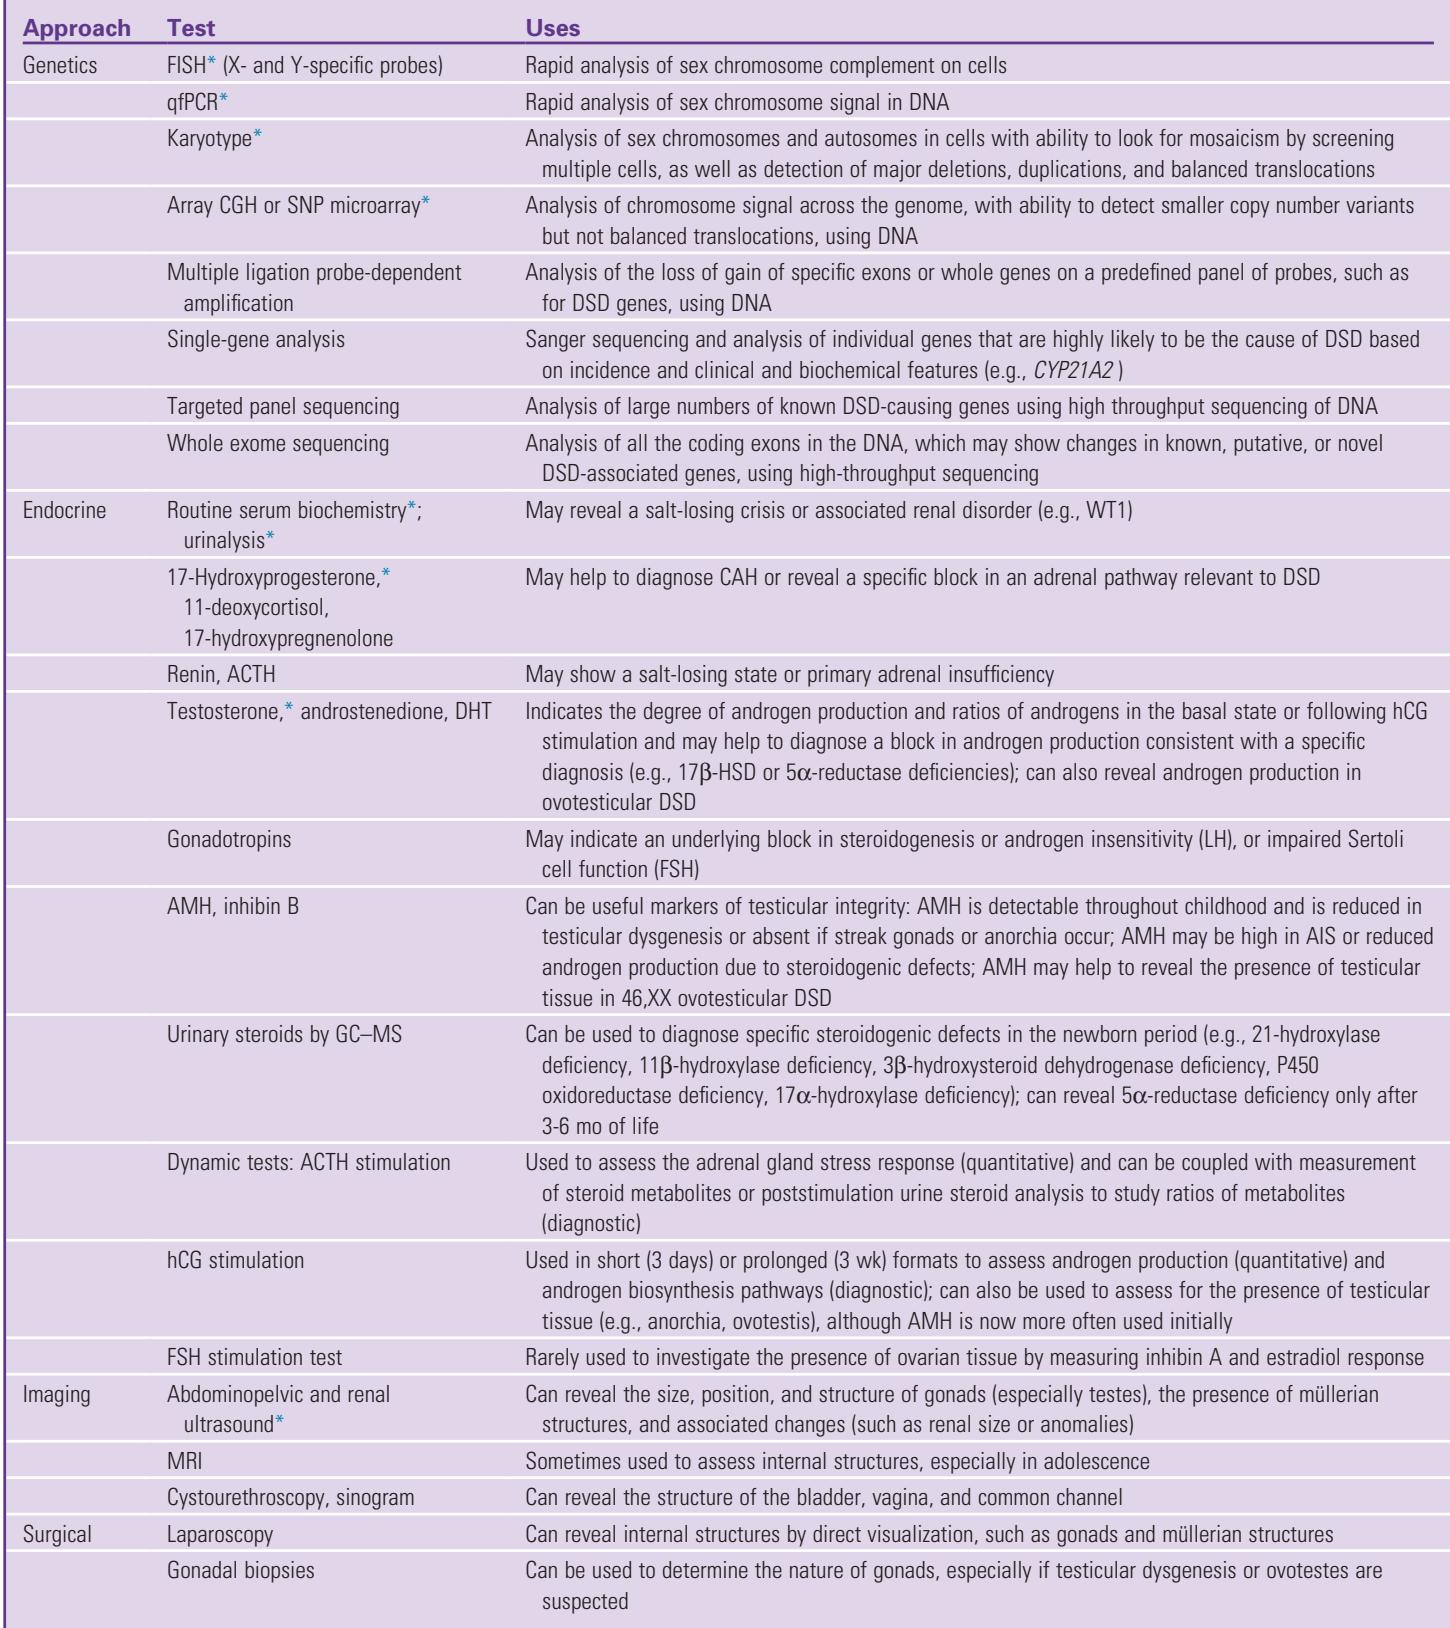 Approach Test Uses
Genetics FISH* (X- and Y-specific probes) Rapid analysis of sex chromosome complement on cells
qfPCR* Rapid analysis of sex chromosome signal in DNA
Karyotype* Analysis of sex chromosomes and autosomes in cells with ability to look for mosaicism by screening
multiple cells, as well as detection of major deletions, duplications, and balanced translocations
Array CGH or SNP microarray* Analysis of chromosome signal across the genome, with ability to detect smaller copy number variants
but not balanced translocations, using DNA
Multiple ligation probe-dependent Analysis of the loss of gain of specific exons or whole genes on a predefined panel of probes, such as
amplification for DSD genes, using DNA
Single-gene analysis Sanger sequencing and analysis of individual genes that are highly likely to be the cause of DSD based
on incidence and clinical and biochemical features (e.g., CYP21A2 )
Targeted panel sequencing Analysis of large numbers of known DSD-causing genes using high throughput sequencing of DNA
Whole exome sequencing Analysis of all the coding exons in the DNA, which may show changes in known, putative, or novel
DSD-associated genes, using high-throughput sequencing
Endocrine Routine serum biochemistry*; May reveal a salt-losing crisis or associated renal disorder (e.g., WT1)
urinalysis*
17-Hydroxyprogesterone,* May help to diagnose CAH or reveal a specific block in an adrenal pathway relevant to DSD
11-deoxycortisol,
17-hydroxypregnenolone
Renin, ACTH May show a salt-losing state or primary adrenal insufficiency
Testosterone,* androstenedione, DHT Indicates the degree of androgen production and ratios of androgens in the basal state or following hCG
stimulation and may help to diagnose a block in androgen production consistent with a specific
diagnosis (e.g., 17β-HSD or 5α-reductase deficiencies); can also reveal androgen production in
ovotesticular DSD
Gonadotropins May indicate an underlying block in steroidogenesis or androgen insensitivity (LH), or impaired Sertoli
cell function (FSH)
AMH, inhibin B Can be useful markers of testicular integrity: AMH is detectable throughout childhood and is reduced in
testicular dysgenesis or absent if streak gonads or anorchia occur; AMH may be high in AIS or reduced
androgen production due to steroidogenic defects; AMH may help to reveal the presence of testicular
tissue in 46,XX ovotesticular DSD
Urinary steroids by GC–MS Can be used to diagnose specific steroidogenic defects in the newborn period (e.g., 21-hydroxylase
deficiency, 11β-hydroxylase deficiency, 3β-hydroxysteroid dehydrogenase deficiency, P450
oxidoreductase deficiency, 17α-hydroxylase deficiency); can reveal 5α-reductase deficiency only after
3-6 mo of life
Dynamic tests: ACTH stimulation Used to assess the adrenal gland stress response (quantitative) and can be coupled with measurement
of steroid metabolites or poststimulation urine steroid analysis to study ratios of metabolites
(diagnostic)
hCG stimulation Used in short (3 days) or prolonged (3 wk) formats to assess androgen production (quantitative) and
androgen biosynthesis pathways (diagnostic); can also be used to assess for the presence of testicular
tissue (e.g., anorchia, ovotestis), although AMH is now more often used initially
FSH stimulation test Rarely used to investigate the presence of ovarian tissue by measuring inhibin A and estradiol response
Imaging Abdominopelvic and renal Can reveal the size, position, and structure of gonads (especially testes), the presence of müllerian
ultrasound* structures, and associated changes (such as renal size or anomalies)
MRI Sometimes used to assess internal structures, especially in adolescence
Cystourethroscopy, sinogram Can reveal the structure of the bladder, vagina, and common channel
Surgical Laparoscopy Can reveal internal structures by direct visualization, such as gonads and müllerian structures
Gonadal biopsies Can be used to determine the nature of gonads, especially if testicular dysgenesis or ovotestes are
suspected